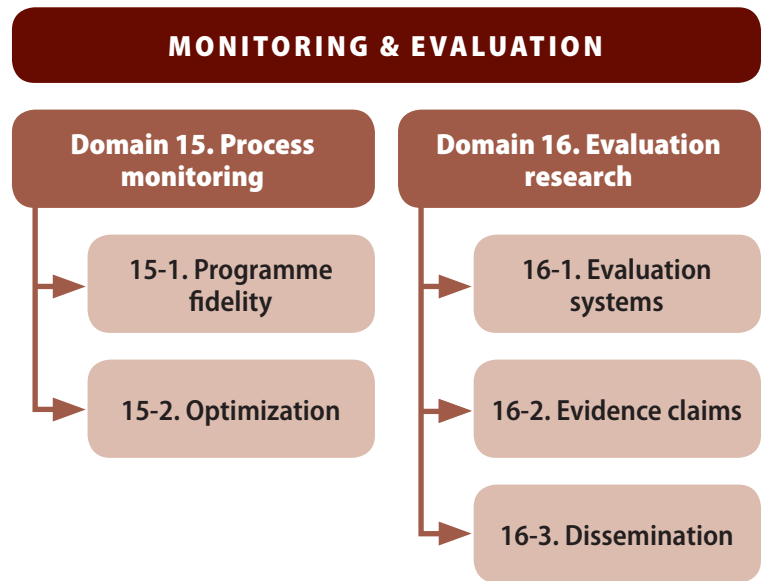 MONITORING & EVALUATION
Domain 15. Process
monitoring
15-1. Programme
fidelity
15-2. Optimization
Domain 16. Evaluation
research
16-1. Evaluation
systems
16-2. Evidence claims
16-3. Dissemination